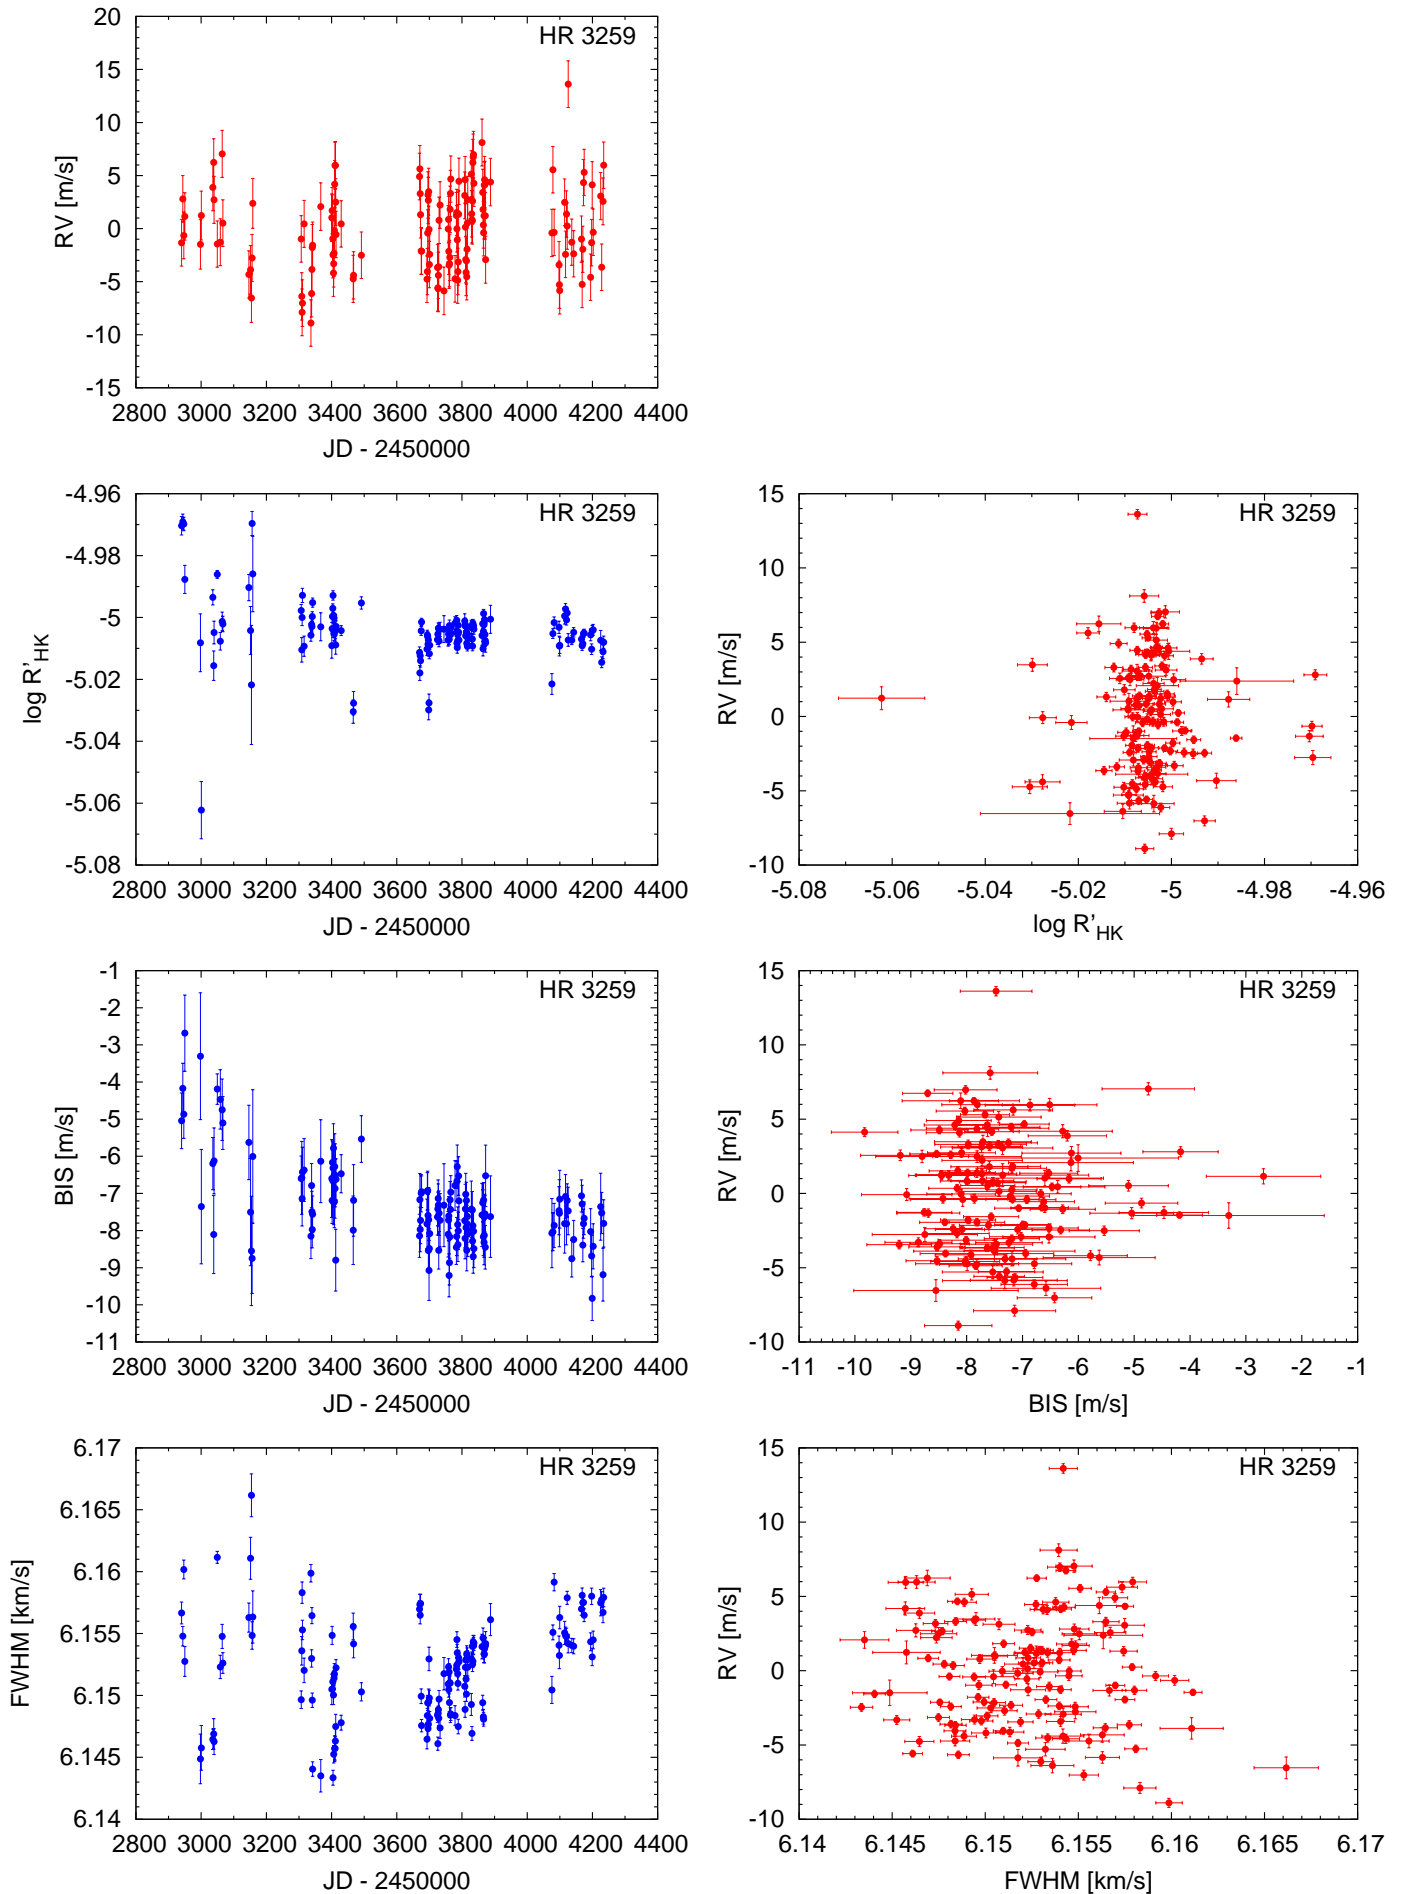 20
15
10
5
0
-5
-10
-15
RV [m/s]
HR 3259
2800 3000 3200 3400 3600 3800 4000 4200 4400
JD - 2450000
-4.96
-4.98
-5
-5.02
-5.04
-5.06
-5.08
log R'HK
HR 3259
2800 3000 3200 3400 3600 3800 4000 4200 4400
JD - 2450000
15
10
5
0
-5
-10
RV [m/s]
HR 3259
-5.08 -5.06 -5.04 -5.02 -5 -4.98 -4.96
log R'HK
-1
-2
-3
-4
-5
-6
-7
-8
-9
-10
-11
BIS [m/s]
HR 3259
2800 3000 3200 3400 3600 3800 4000 4200 4400
JD - 2450000
15
10
5
0
-5
-10
RV [m/s]
HR 3259
-11 -10 -9 -8 -7 -6 -5 -4 -3 -2 -1
BIS [m/s]
6.17
6.165
6.16
6.155
6.15
6.145
6.14
FWHM [km/s]
HR 3259
2800 3000 3200 3400 3600 3800 4000 4200 4400
JD - 2450000
15
10
5
0
-5
-10
RV [m/s]
HR 3259
6.14 6.145 6.15 6.155 6.16 6.165 6.17
FWHM [km/s]